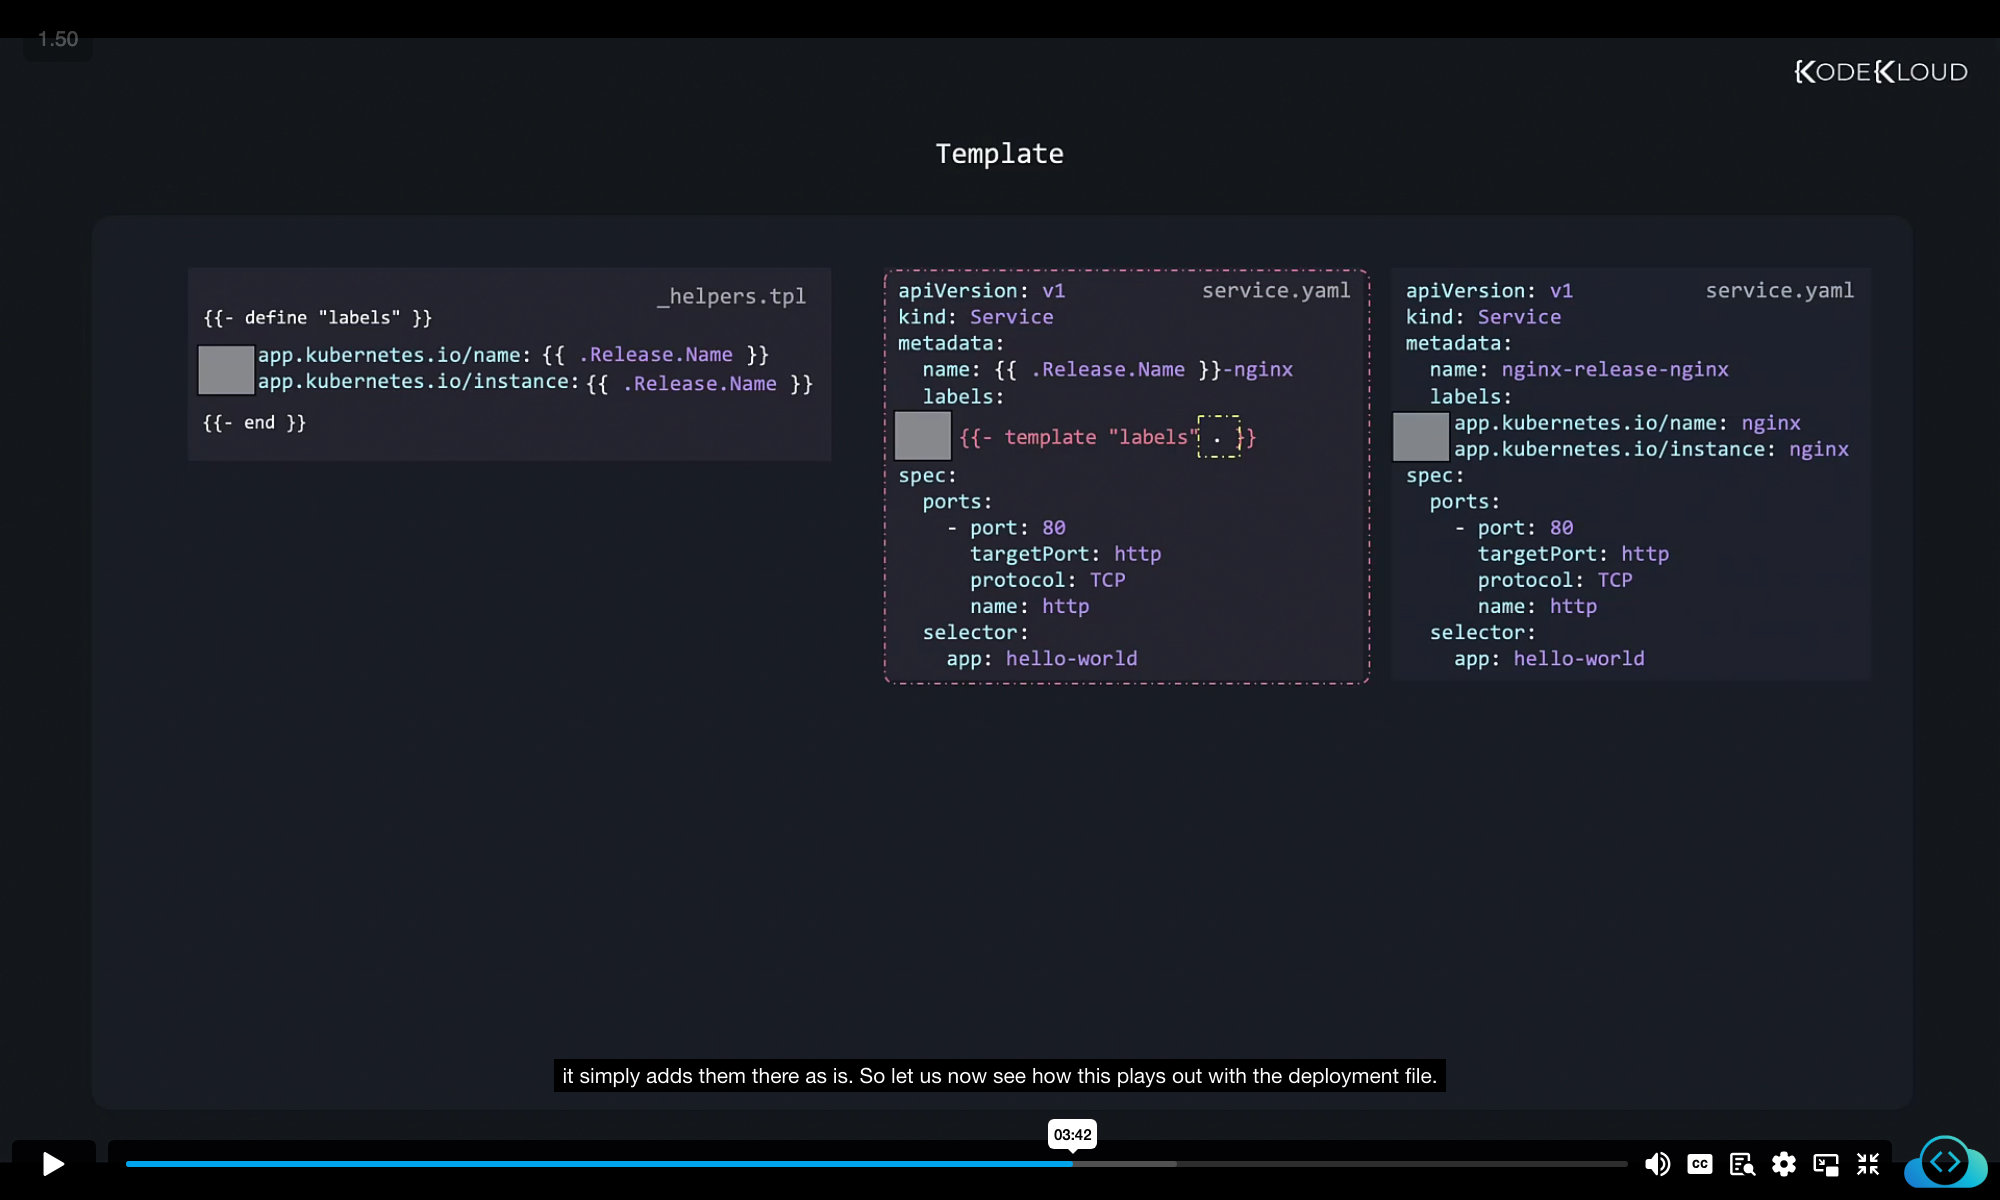 1.50
KODEKLOUD
Template
_helpers.tpl
{{- define "labels" }}
app.kubernetes.io/name: {{ .Release.Name }}
app.kubernetes.io/instance: {{ .Release.Name }}
{{- end }}
apiVersion: v1 service.yaml
kind: Service
metadata:
  name: {{ .Release.Name }}-nginx
  labels:
{{- template "labels" . }}
spec:
  ports:
    - port: 80
      targetPort: http
      protocol: TCP
      name: http
  selector:
    app: hello-world
apiVersion: v1 service.yaml
kind: Service
metadata:
  name: nginx-release-nginx
  labels:
    app.kubernetes.io/name: nginx
    app.kubernetes.io/instance: nginx
spec:
  ports:
    - port: 80
      targetPort: http
      protocol: TCP
      name: http
  selector:
    app: hello-world
it simply adds them there as is. So let us now see how this plays out with the deployment file.
03:42
CC